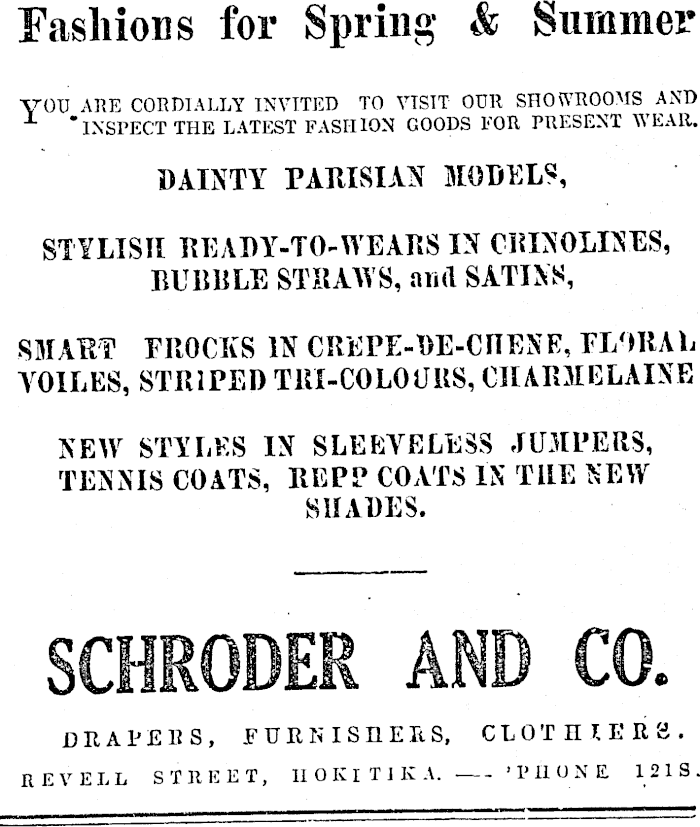 Fashions for Spring & Summer
YOU ARE CORDIALLY INVITED TO VISIT OUR SHOWROOMS AND
INSPECT THE LATEST FASHION GOODS FOR PRESENT WEAR.
DAINTY PARISIAN MODELS,
STYLISH READY-TO-WEARS IN CRINOLINES,
BUBBLE STRAWS, and SATINS,
SMART FROCKS IN CREPE-DE-CHENE, FLORAL
VOILES, STRIPED TRI-COLOURS, CHARMELAINE
NEW STYLES IN SLEEVELESS JUMPERS,
TENNIS COATS, REPP COATS IN THE NEW
SHADES.
SCHRODER AND CO.
DRAPERS, FURNISHERS, CLOTHIERS.
REVELL STREET, HOKITIKA. —- 'PHONE 121S.